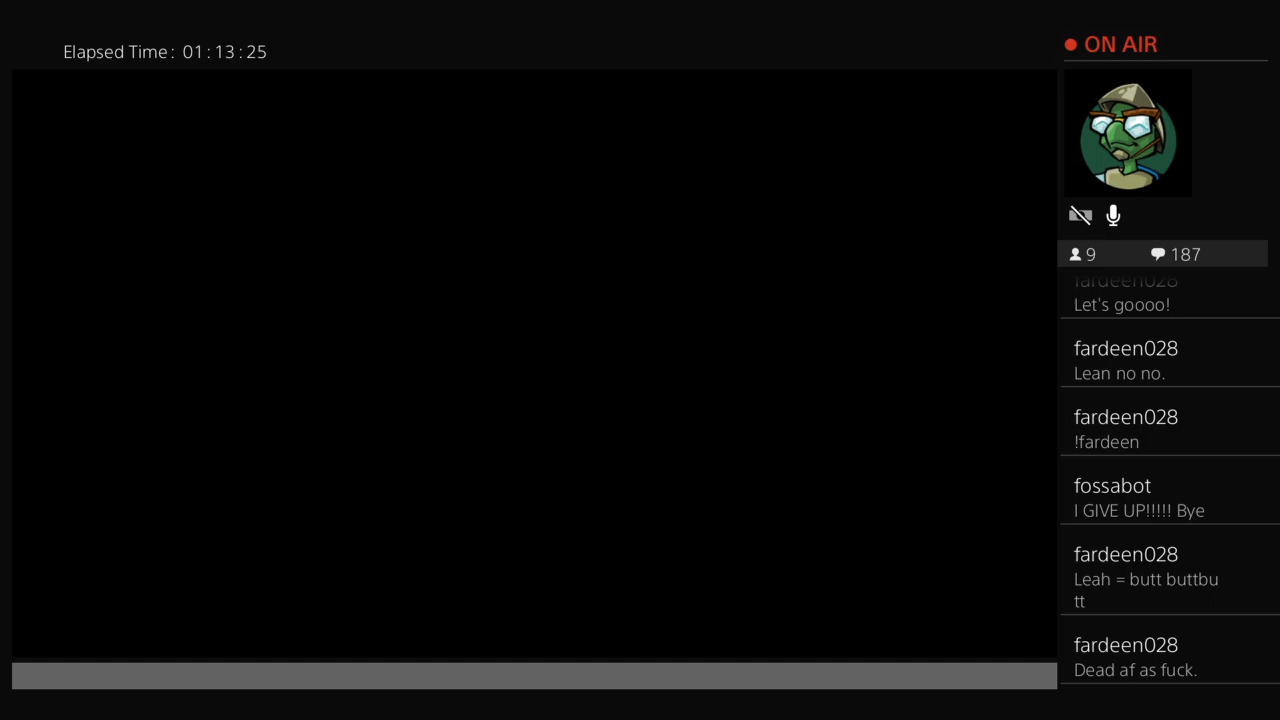 Elapsed Time: 01:13:25
ON AIR
9 187
fardeen028
Let's goooo!
fardeen028
Lean no no.
fardeen028
!fardeen
fossabot
I GIVE UP!!!!! Bye
fardeen028
Leah = butt buttbu
tt
fardeen028
Dead af as fuck.